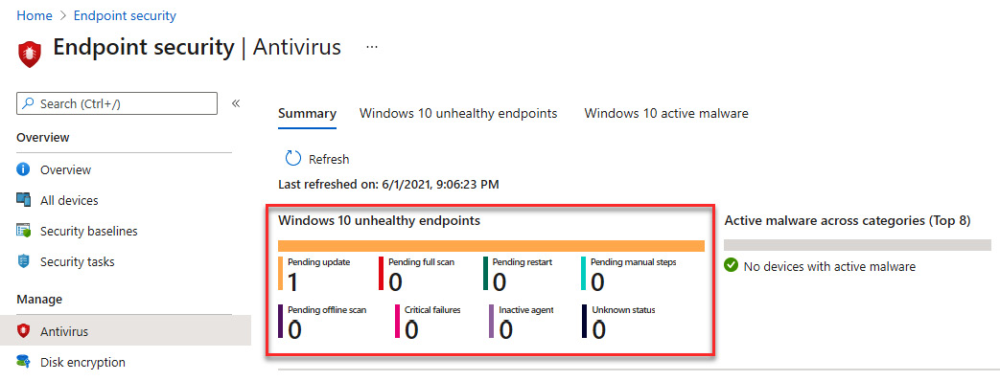 Home > Endpoint security
Endpoint security | Antivirus ...
Search (Ctrl+/) «
Overview
Overview
All devices
Security baselines
Security tasks
Manage
Antivirus
Disk encryption
Summary Windows 10 unhealthy endpoints Windows 10 active malware
Refresh
Last refreshed on: 6/1/2021, 9:06:23 PM
Windows 10 unhealthy endpoints
Pending update Pending full scan Pending restart Pending manual steps
1 0 0 0
Pending offline scan Critical failures Inactive agent Unknown status
0 0 0 0
Active malware across categories (Top 8)
No devices with active malware